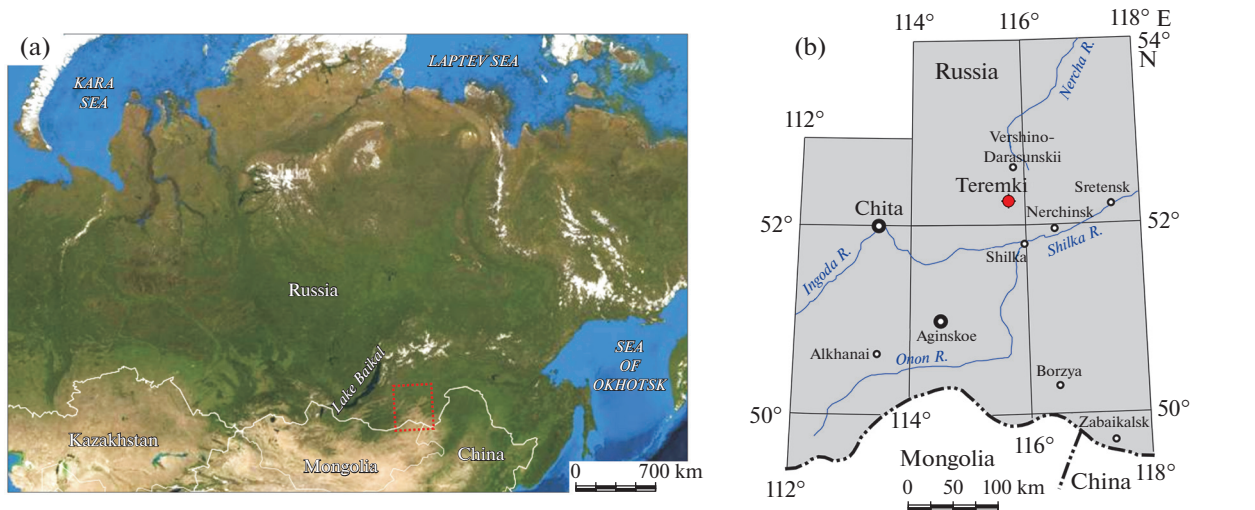 (a)
KARA
SEA
LAPTEV SEA
Russia
Lake Baikal
SEA
OF
OKHOTSK
Kazakhstan
Mongolia
China
0 700 km
(b)
114° 116° 118° E
54°
N
Russia
Nercha R.
112°
Vershino-
Darasunskii
Teremki
Sretensk
Chita
Nerchinsk
52° 52°
Shilka
Shilka R.
Ingoda R.
Aginskoe
Alkhanai
Onon R.
Borzya
50° 50°
114°
Zabaikalsk
116°
Mongolia
China
112° 118°
0 50 100 km